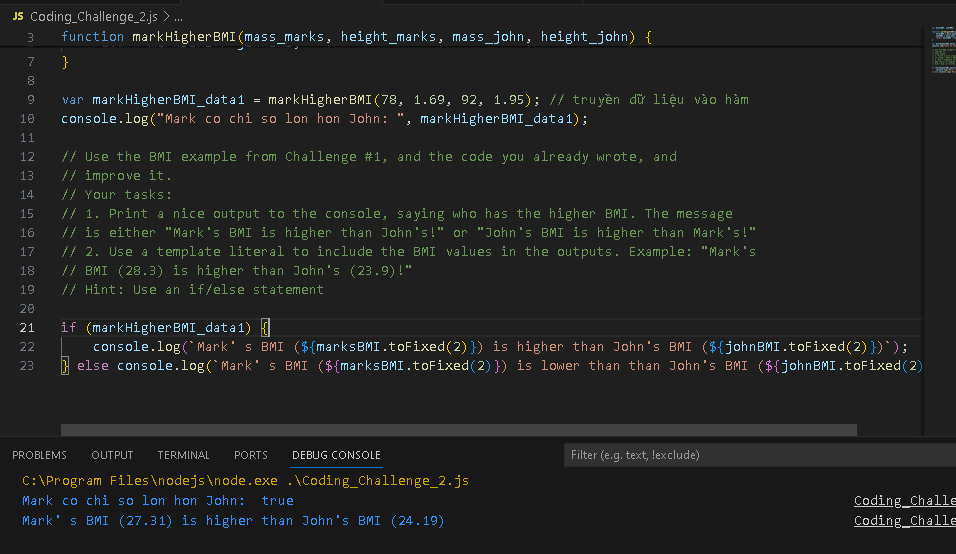 JS Coding_Challenge_2.js > ...
3 function markHigherBMI(mass_marks, height_marks, mass_john, height_john) {
7 }
8
9 var markHigherBMI_data1 = markHigherBMI(78, 1.69, 92, 1.95); // truyền dữ liệu vào hàm
10 console.log("Mark co chi so lon hon John: ", markHigherBMI_data1);
11
12 // Use the BMI example from Challenge #1, and the code you already wrote, and
13 // improve it.
14 // Your tasks:
15 // 1. Print a nice output to the console, saying who has the higher BMI. The message
16 // is either "Mark's BMI is higher than John's!" or "John's BMI is higher than Mark's!"
17 // 2. Use a template literal to include the BMI values in the outputs. Example: "Mark's
18 // BMI (28.3) is higher than John's (23.9)!"
19 // Hint: Use an if/else statement
20
21 if (markHigherBMI_data1) {
22 console.log(`Mark' s BMI (${marksBMI.toFixed(2)}) is higher than John's BMI (${johnBMI.toFixed(2)})`);
23 } else console.log(`Mark' s BMI (${marksBMI.toFixed(2)}) is lower than than John's BMI (${johnBMI.toFixed(2)
PROBLEMS OUTPUT TERMINAL PORTS DEBUG CONSOLE Filter (e.g. text, !exclude)
C:\Program Files\nodejs\node.exe .\Coding_Challenge_2.js
Mark co chi so lon hon John:  true Coding_Challe
Mark' s BMI (27.31) is higher than John's BMI (24.19) Coding_Challe